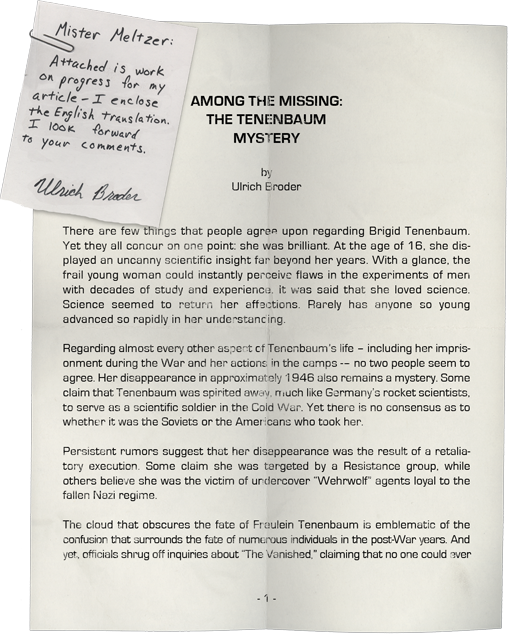 Mister Meltzer:
Attached is work
on progress for my
article - I enclose
the English translation.
I look forward
to your comments.
Ulrich Broder
AMONG THE MISSING:
THE TENENBAUM
MYSTERY
by
Ulrich Broder
There are few things that people agree upon regarding Brigid Tenenbaum.
Yet they all concur on one point: she was brilliant. At the age of 16, she dis-
played an uncanny scientific insight far beyond her years. With a glance, the
frail young woman could instantly perceive flaws in the experiments of men
with decades of study and experience, it was said that she loved science.
Science seemed to return her affections. Rarely has anyone so young
advanced so rapidly in her understanding.
Regarding almost every other aspect of Tenenbaum's life – including her impris-
onment during the War and her actions in the camps -- no two people seem to
agree. Her disappearance in approximately 1946 also remains a mystery. Some
claim that Tenenbaum was spirited away, much like Germany's rocket scientists,
to serve as a scientific soldier in the Cold War. Yet there is no consensus as to
whether it was the Soviets or the Americans who took her.
Persistent rumors suggest that her disappearance was the result of a retalia-
tory execution. Some claim she was targeted by a Resistance group, while
others believe she was the victim of undercover "Wehrwolf" agents loyal to the
fallen Nazi regime.
The cloud that obscures the fate of Fraulein Tenenbaum is emblematic of the
confusion that surrounds the fate of numerous individuals in the post-War years. And
yet, officials shrug off inquiries about "The Vanished," claiming that no one could ever
- 1 -